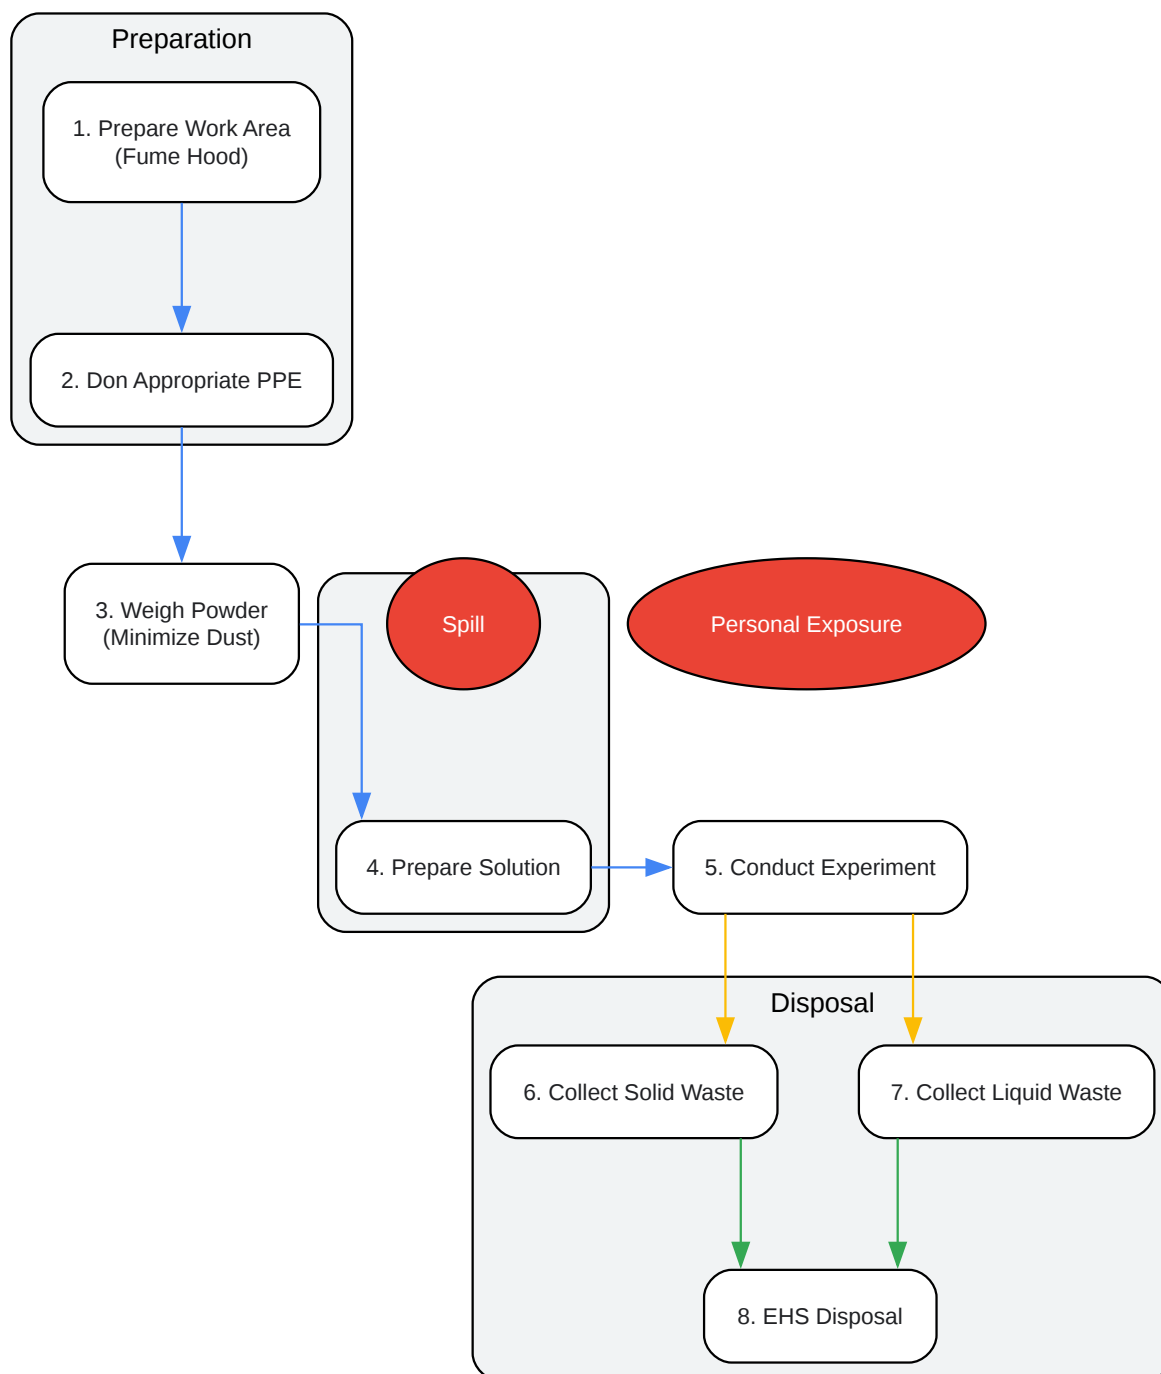 Preparation
1. Prepare Work Area
(Fume Hood)
2. Don Appropriate PPE
3. Weigh Powder
(Minimize Dust)
Spill
Personal Exposure
4. Prepare Solution
5. Conduct Experiment
Disposal
6. Collect Solid Waste
7. Collect Liquid Waste
8. EHS Disposal